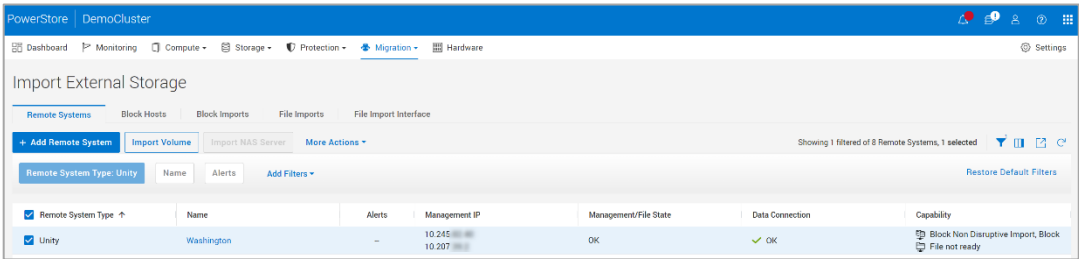 PowerStore DemoCluster
Dashboard Monitoring Compute Storage Protection Migration Hardware Settings
Import External Storage
Remote Systems Block Hosts Block Imports File Imports File Import Interface
+ Add Remote System Import Volume Import NAS Server More Actions Showing 1 filtered of 8 Remote Systems, 1 selected
Remote System Type: Unity Name Alerts Add Filters Restore Default Filters
Remote System Type ↑ Name Alerts Management IP Management/File State Data Connection Capability
Unity Washington -- 10.245 OK OK Block Non Disruptive Import, Block
10.207 File not ready